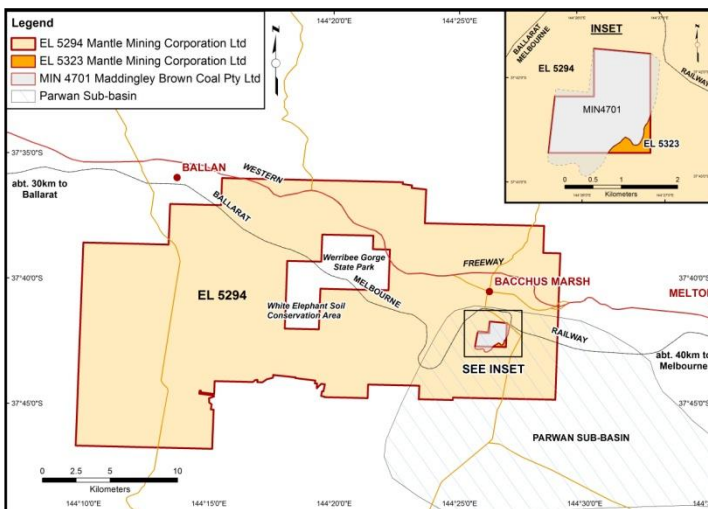 Legend
EL 5294 Mantle Mining Corporation Ltd
EL 5323 Mantle Mining Corporation Ltd
MIN 4701 Maddingley Brown Coal Pty Ltd
Parwan Sub-basin
144°20'0"E
144°25'0"E
INSET
BALLARAT
MELBOURNE
EL 5294
RAILWAY
MIN4701
EL 5323
0 0.5 1 2
Kilometers
37°35'0"S
abt. 30km to
Ballarat
BALLAN
WESTERN
BALLARAT
Werribee Gorge
State Park
FREEWAY
37°40'0"S
37°40'0"S
BACCHUS MARSH
MELTON
EL 5294
MELBOURNE
White Elephant Soil
Conservation Area
RAILWAY
abt. 40km to
Melbourne
SEE INSET
37°45'0"S
37°45'0"S
PARWAN SUB-BASIN
0 2.5 5 10
Kilometers
144°10'0"E
144°15'0"E
144°20'0"E
144°25'0"E
144°30'0"E